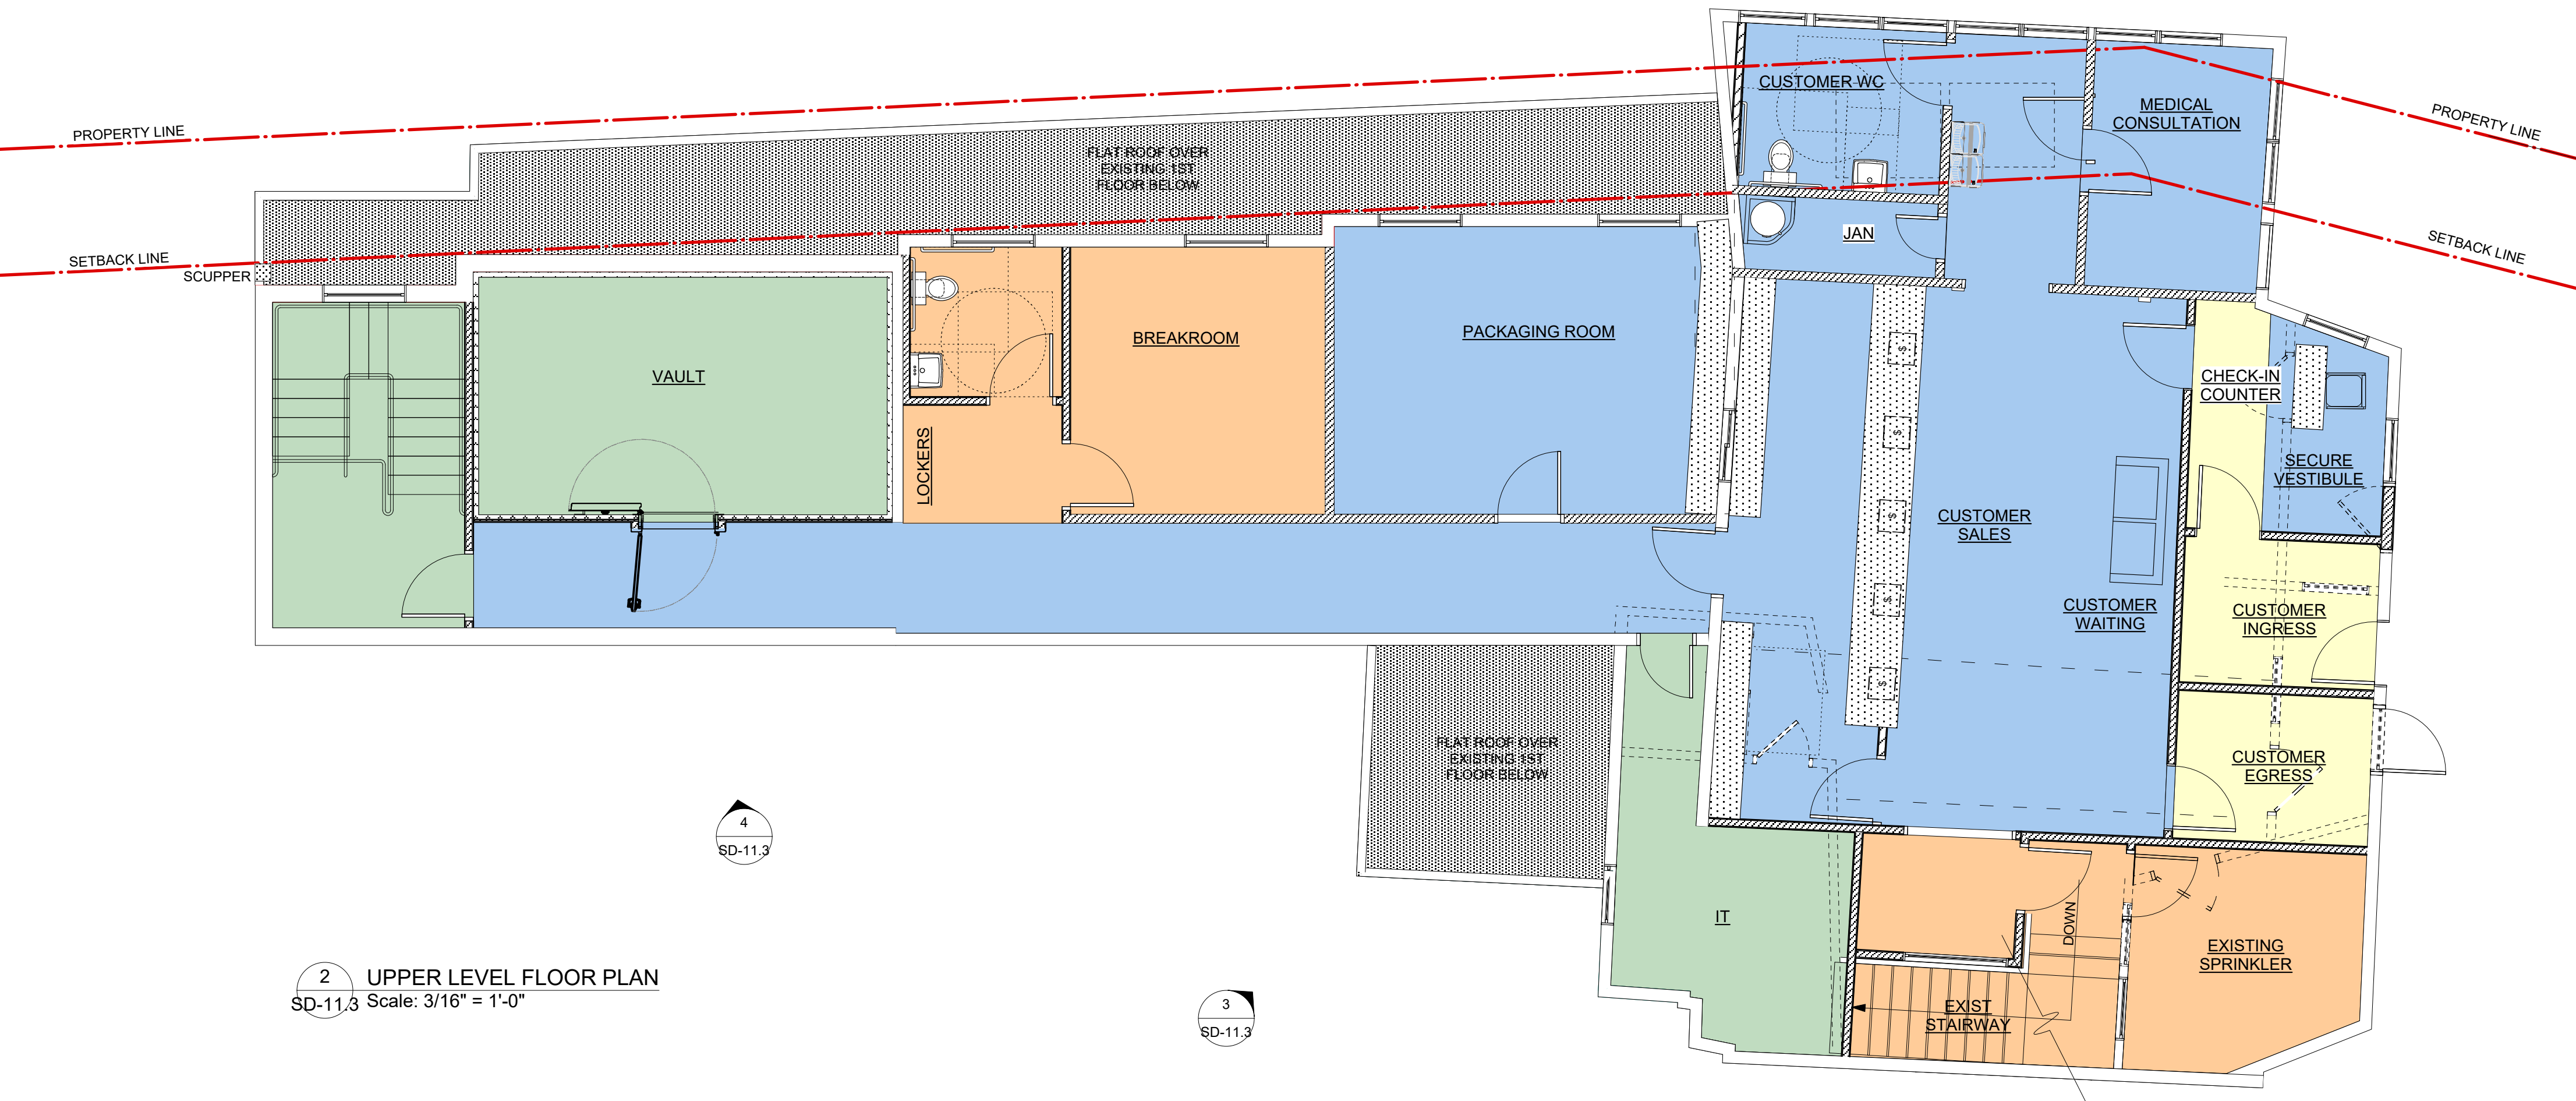 PROPERTY LINE
SETBACK LINE
SCUPPER
FLAT ROOF OVER
EXISTING 1ST
FLOOR BELOW
CUSTOMER WC
MEDICAL
CONSULTATION
PROPERTY LINE
SETBACK LINE
JAN
VAULT
LOCKERS
BREAKROOM
PACKAGING ROOM
S
S
S
S
S
CHECK-IN
COUNTER
SECURE
VESTIBULE
CUSTOMER
SALES
CUSTOMER
WAITING
CUSTOMER
INGRESS
CUSTOMER
EGRESS
FLAT ROOF OVER
EXISTING 1ST
FLOOR BELOW
4
SD-11.3
IT
DOWN
EXISTING
SPRINKLER
EXIST
STAIRWAY
2
SD-11.3
UPPER LEVEL FLOOR PLAN
Scale: 3/16" = 1'-0"
3
SD-11.3